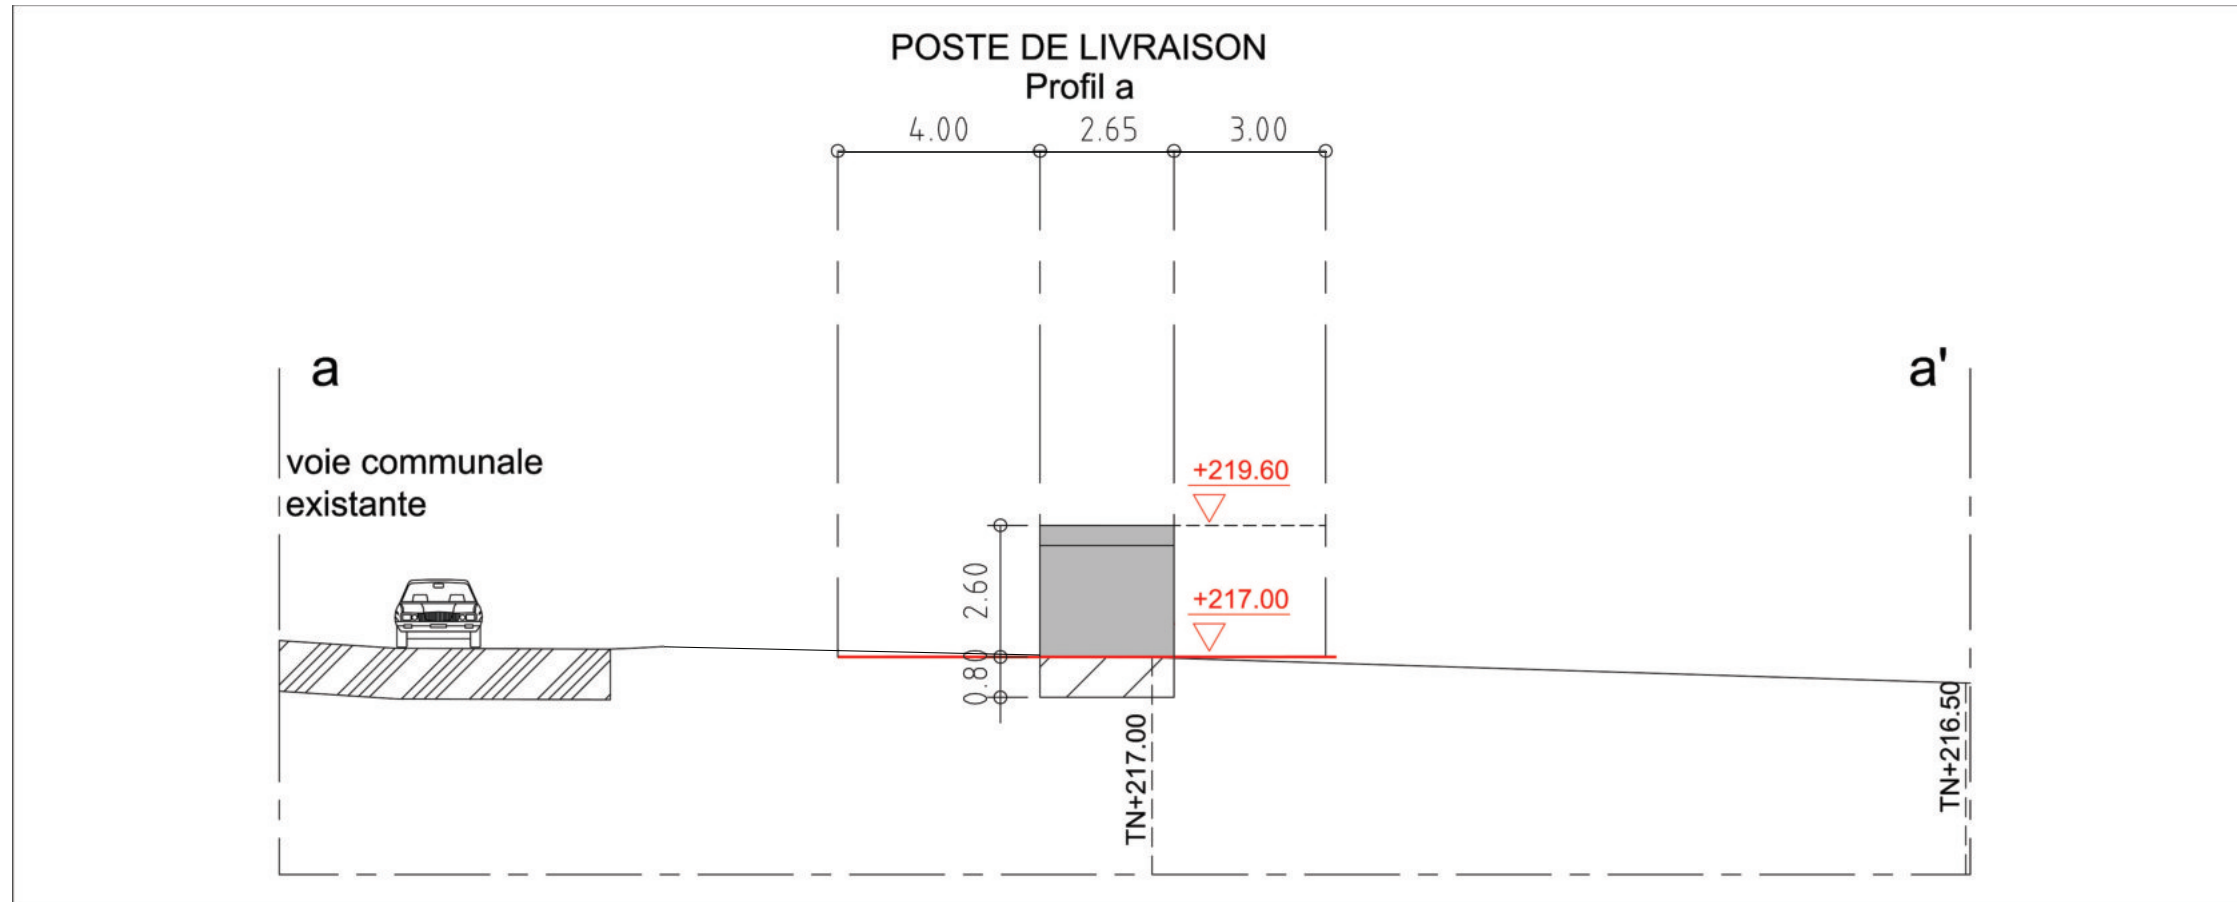 POSTE DE LIVRAISON
Profil a
4.00
2.65
3.00
a
a'
voie communale
existante
+219.60
2.60
+217.00
0.80
TN+217.00
TN+216.50